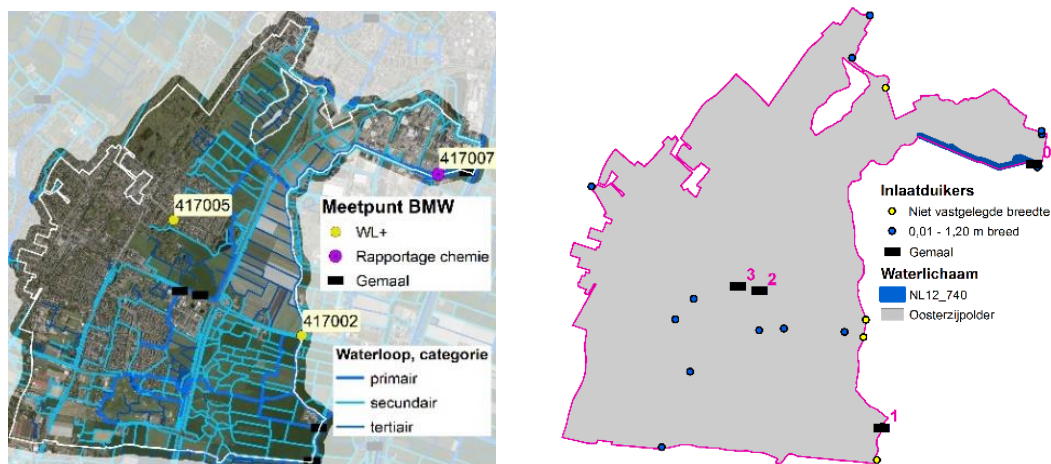 417007
417005
Meetpunt BMW
WL+
Rapportage chemie
Gemaal
417002
Waterloop, categorie
primair
secundair
tertiair
0
Inlaatduikers
Niet vastgelegde breedte
0,01 - 1,20 m breed
Gemaal
Waterlichaam
NL12_740
Oosterzijpolder
3
2
1